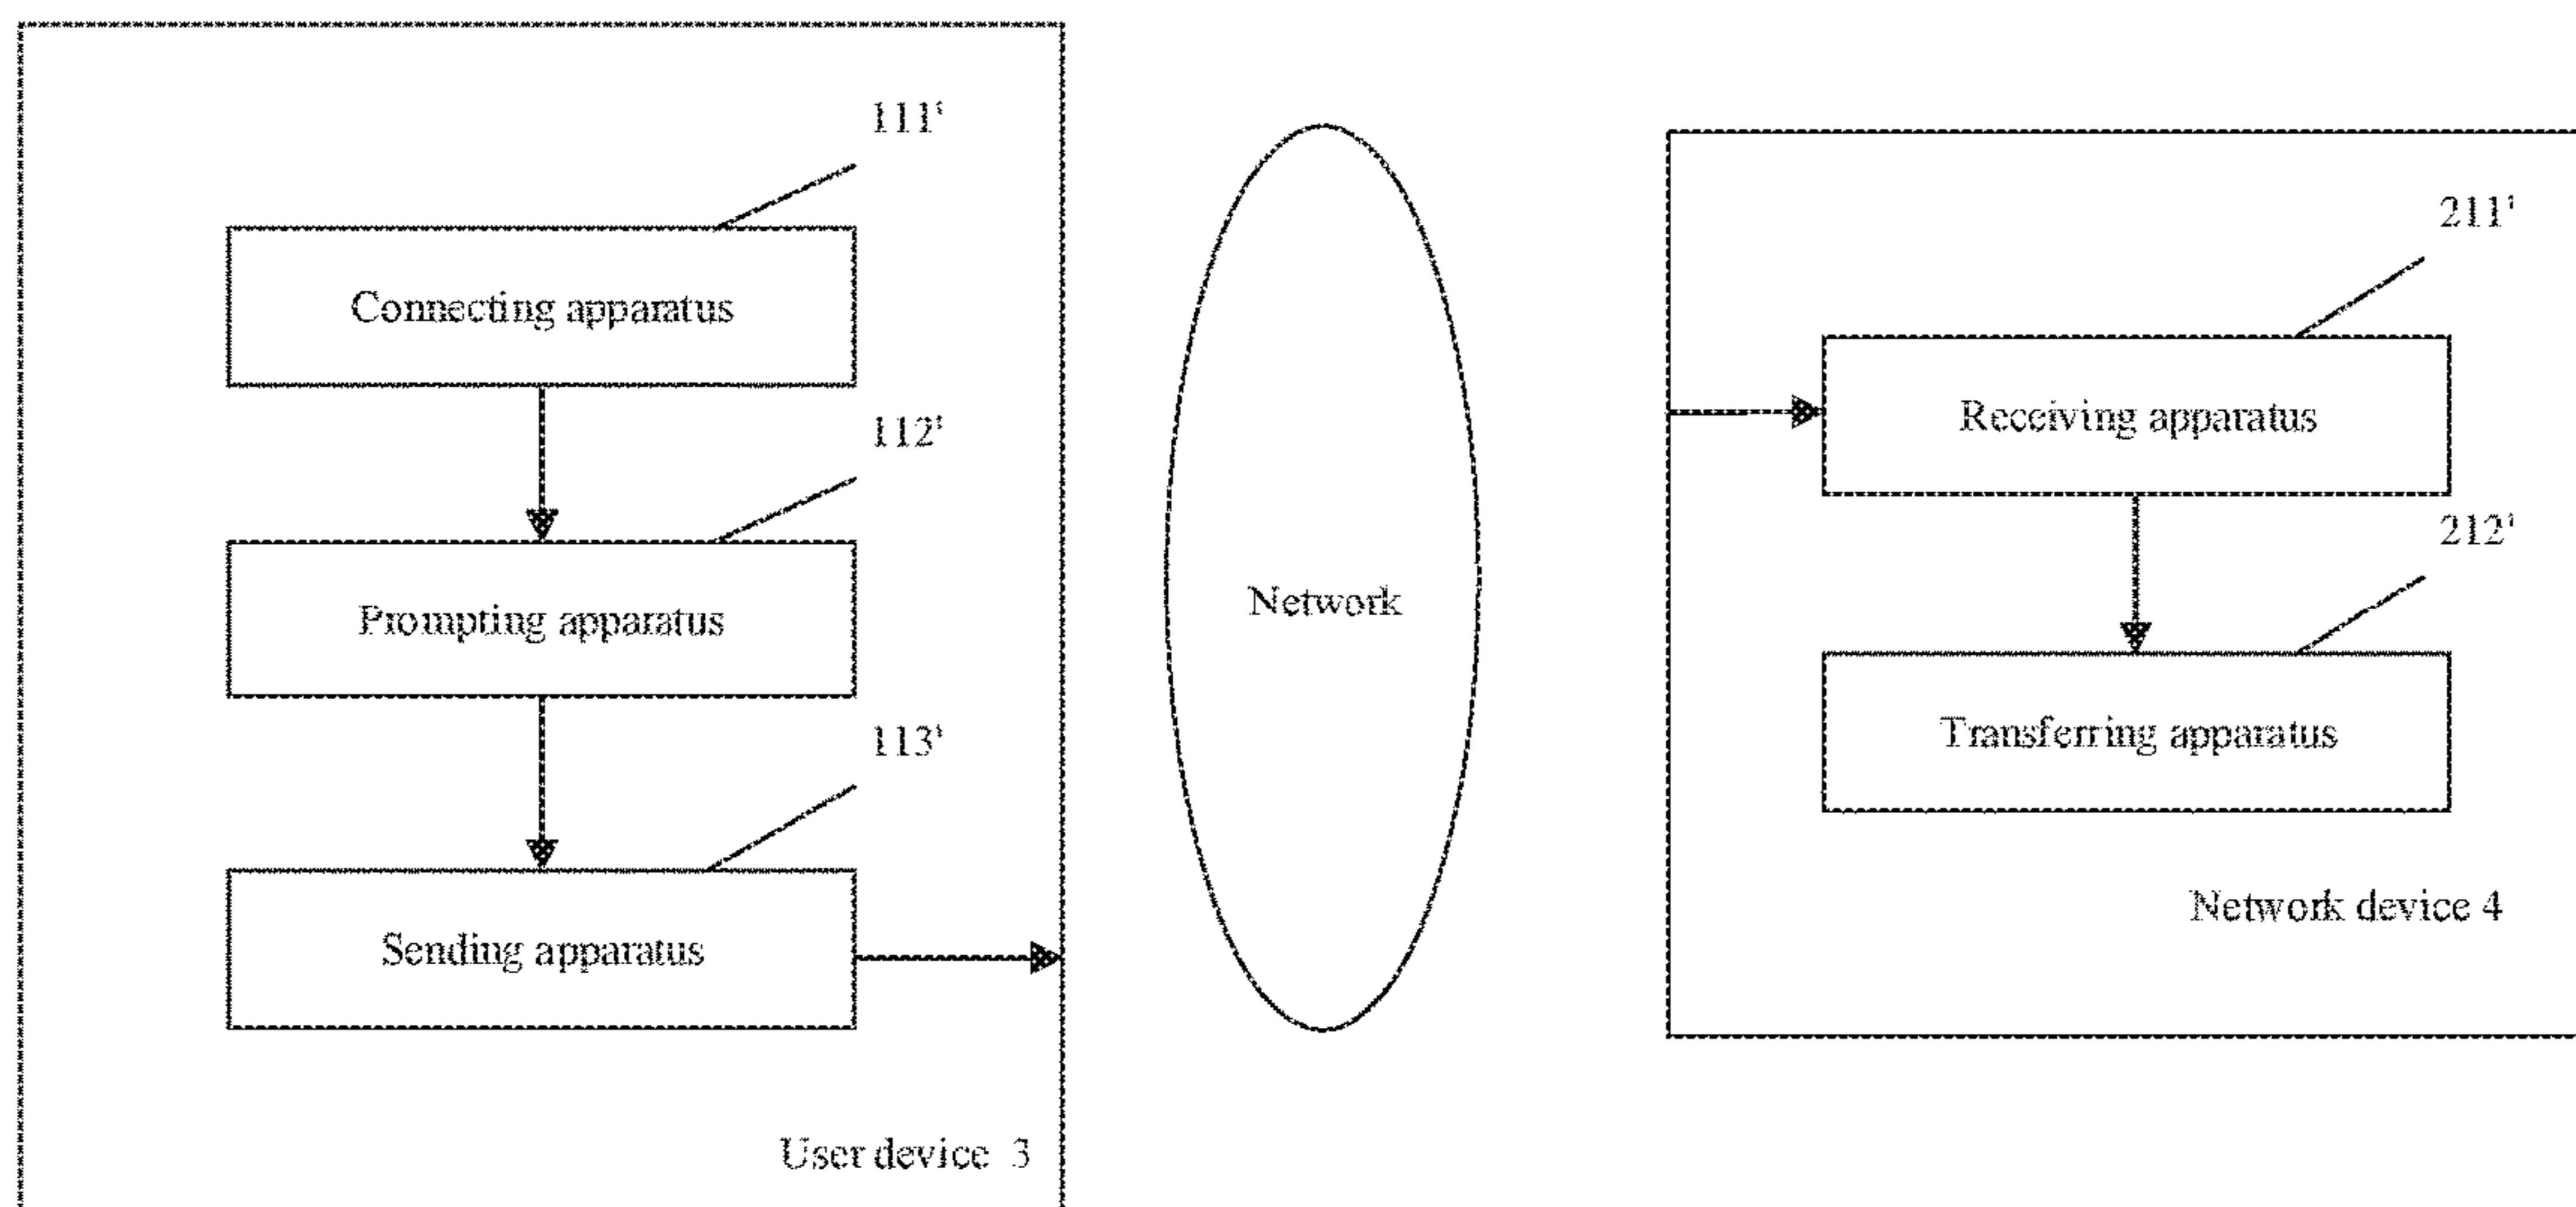 111'
Connecting apparatus
112'
Prompting apparatus
113'
Sending apparatus
User device 3
Network
211'
Receiving apparatus
212'
Transferring apparatus
Network device 4